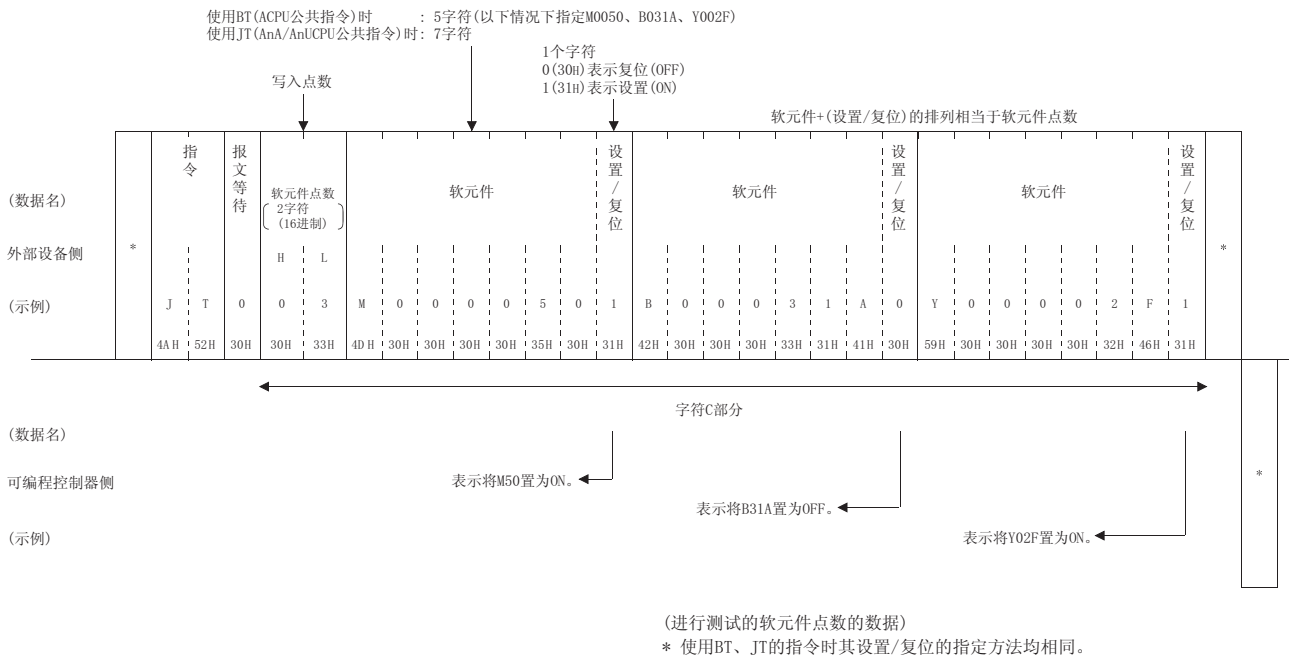 使用BT(ACPU公共指令)时 : 5字符(以下情况下指定M0050、B031A、Y002F)
使用JT(AnA/AnUCPU公共指令)时: 7字符
1个字符
0(30H)表示复位(OFF)
1(31H)表示设置(ON)
写入点数
软元件+(设置/复位)的排列相当于软元件点数
(数据名)
外部设备侧
(示例)
*
指令
报文等待
软元件点数
2字符
(16进制)
软元件
设置/复位
软元件
设置/复位
软元件
设置/复位
*
H L
J T 0 0 3 M 0 0 0 0 5 0 1 B 0 0 0 3 1 A 0 Y 0 0 0 0 2 F 1
4AH 52H 30H 30H 33H 4DH 30H 30H 30H 30H 35H 30H 31H 42H 30H 30H 30H 33H 31H 41H 30H 59H 30H 30H 30H 30H 32H 46H 31H
字符C部分
(数据名)
可编程控制器侧
(示例)
表示将M50置为ON。
表示将B31A置为OFF。
表示将Y02F置为ON。
*
(进行测试的软元件点数的数据)
* 使用BT、JT的指令时其设置/复位的指定方法均相同。